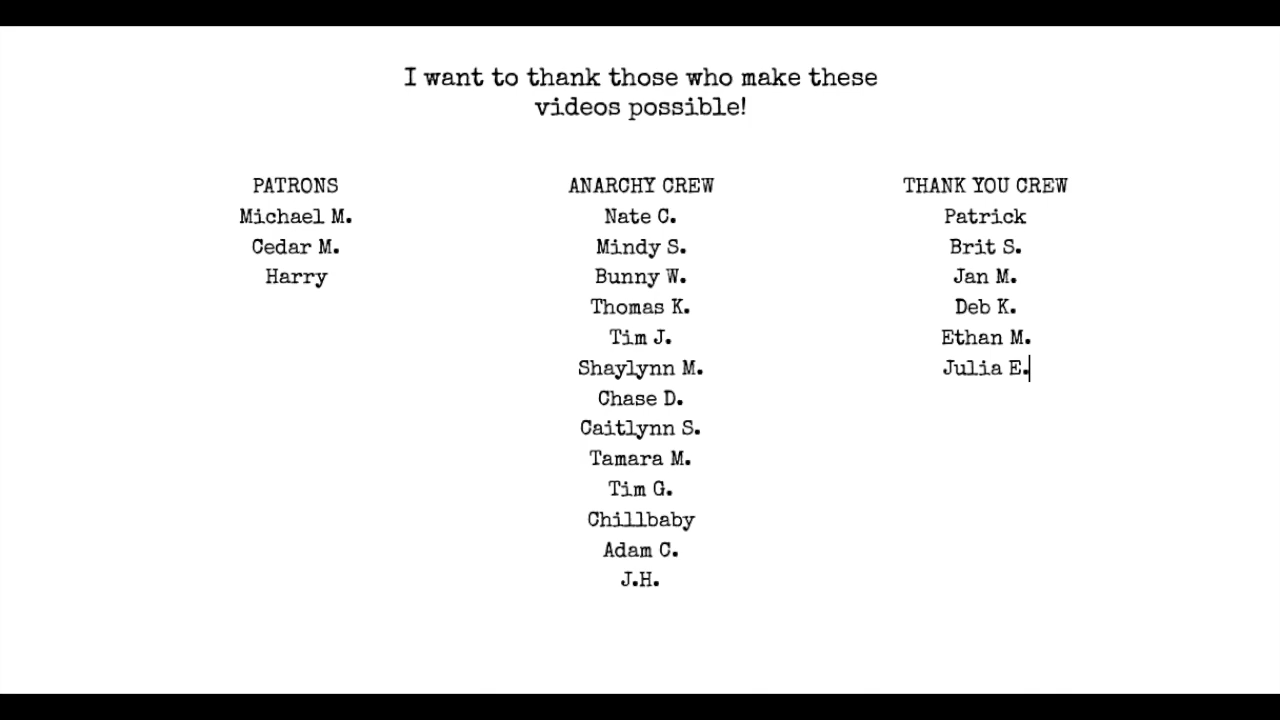 I want to thank those who make these
videos possible!
PATRONS
Michael M.
Cedar M.
Harry
ANARCHY CREW
Nate C.
Mindy S.
Bunny W.
Thomas K.
Tim J.
Shaylynn M.
Chase D.
Caitlynn S.
Tamara M.
Tim G.
Chillbaby
Adam C.
J.H.
THANK YOU CREW
Patrick
Brit S.
Jan M.
Deb K.
Ethan M.
Julia E.